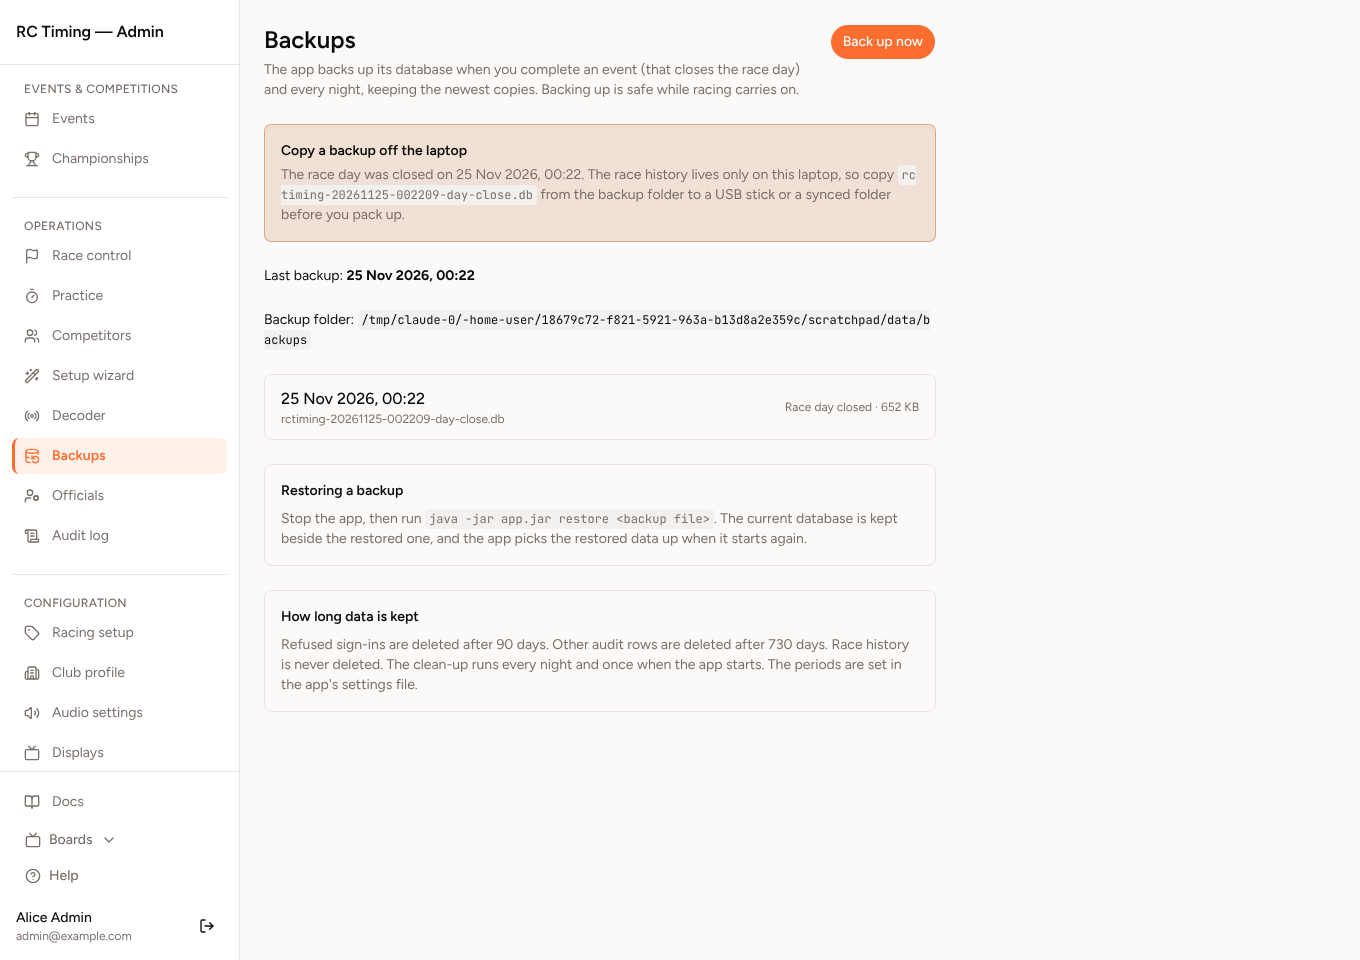 RC Timing — Admin
EVENTS & COMPETITIONS
Events
Championships
OPERATIONS
Race control
Practice
Competitors
Setup wizard
Decoder
Backups
Officials
Audit log
CONFIGURATION
Racing setup
Club profile
Audio settings
Displays
Docs
Boards
Help
Alice Admin
admin@example.com
Backups
Back up now
The app backs up its database when you complete an event (that closes the race day)
and every night, keeping the newest copies. Backing up is safe while racing carries on.
Copy a backup off the laptop
The race day was closed on 25 Nov 2026, 00:22. The race history lives only on this laptop, so copy rc
timing-20261125-002209-day-close.db from the backup folder to a USB stick or a synced folder
before you pack up.
Last backup: 25 Nov 2026, 00:22
Backup folder: /tmp/claude-0/-home-user/18679c72-f821-5921-963a-b13d8a2e359c/scratchpad/data/b
ackups
25 Nov 2026, 00:22
rctiming-20261125-002209-day-close.db
Race day closed · 652 KB
Restoring a backup
Stop the app, then run java -jar app.jar restore <backup file>. The current database is kept
beside the restored one, and the app picks the restored data up when it starts again.
How long data is kept
Refused sign-ins are deleted after 90 days. Other audit rows are deleted after 730 days. Race history
is never deleted. The clean-up runs every night and once when the app starts. The periods are set in
the app's settings file.